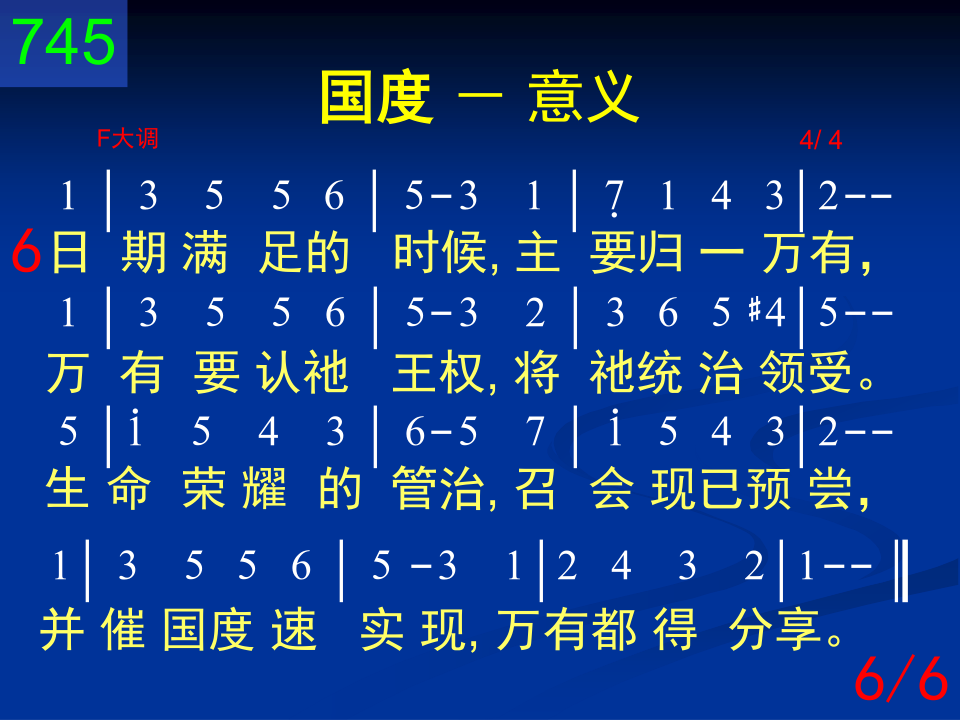 745
国度 － 意义
F大调 4/ 4
1 | 3 5 5 6 | 5-3 1 | 7̣ 1 4 3 | 2--
6日 期 满 足的 时候, 主 要归 一 万有，
1 | 3 5 5 6 | 5-3 2 | 3 6 5 ♯4 | 5--
万 有 要 认祂 王权, 将 祂统 治 领受。
5 | 1̇ 5 4 3 | 6-5 7 | 1̇ 5 4 3 | 2--
生 命 荣 耀 的 管治, 召 会 现已预 尝，
1 | 3 5 5 6 | 5 -3 1 | 2 4 3 2 | 1-- ‖
并 催 国度 速 实 现, 万有都 得 分享。
6/6